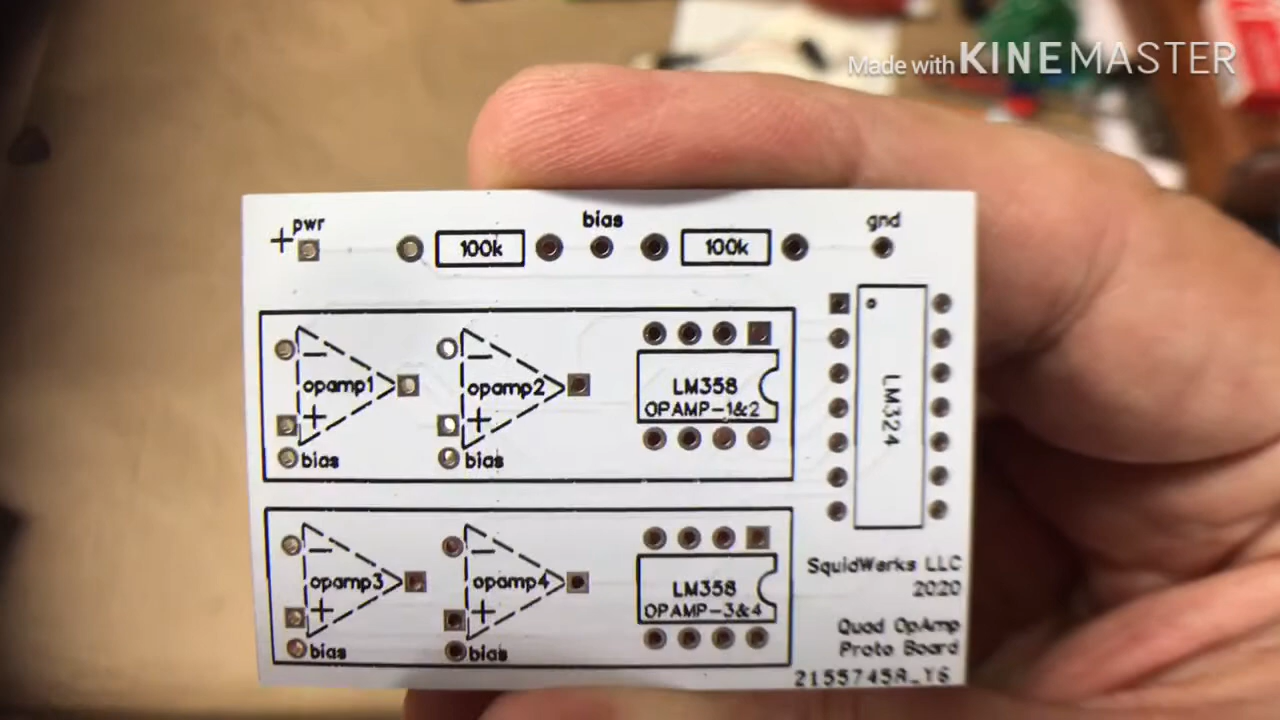 Made with KINEMASTER
+ pwr
bias
gnd
100k
100k
opamp1
bias
opamp2
bias
LM358
OPAMP-1&2
LM324
opamp3
bias
opamp4
bias
LM358
OPAMP-3&4
SquidWerks LLC
2020
Quad OpAmp
Proto Board
2155745A_Y6